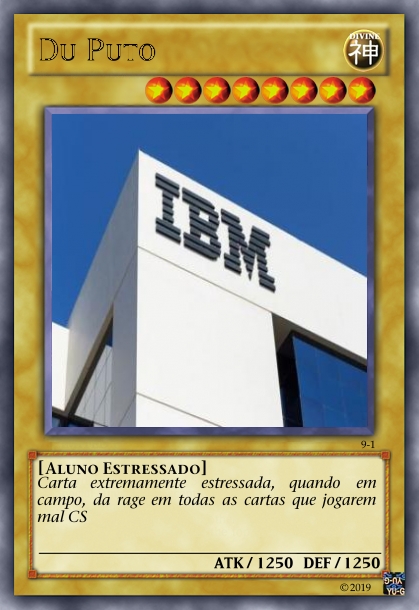 Du Puto
DIVINE
神
IBM
9-1
[Aluno Estressado]
Carta extremamente estressada, quando em
campo, da rage em todas as cartas que jogarem
mal CS
ATK / 1250 DEF / 1250
©2019
YU-G